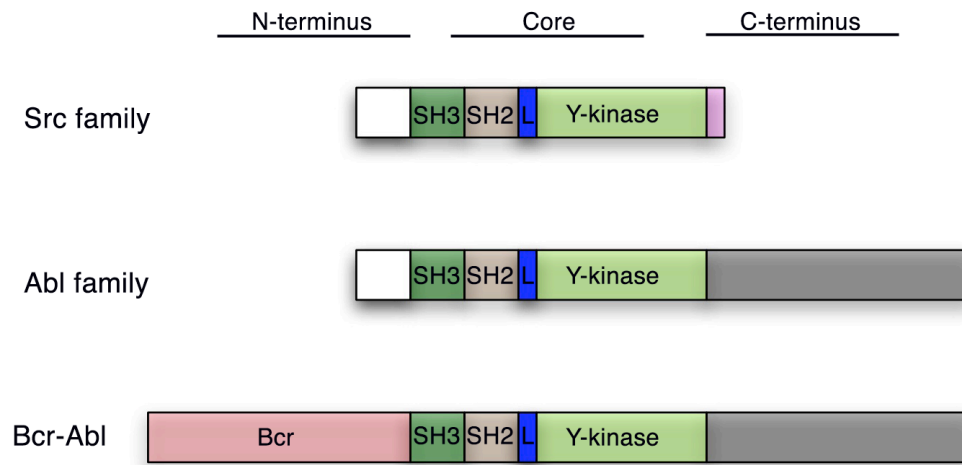 N-terminus Core C-terminus
Src family SH3 SH2 L Y-kinase
Abl family SH3 SH2 L Y-kinase
Bcr-Abl Bcr SH3 SH2 L Y-kinase